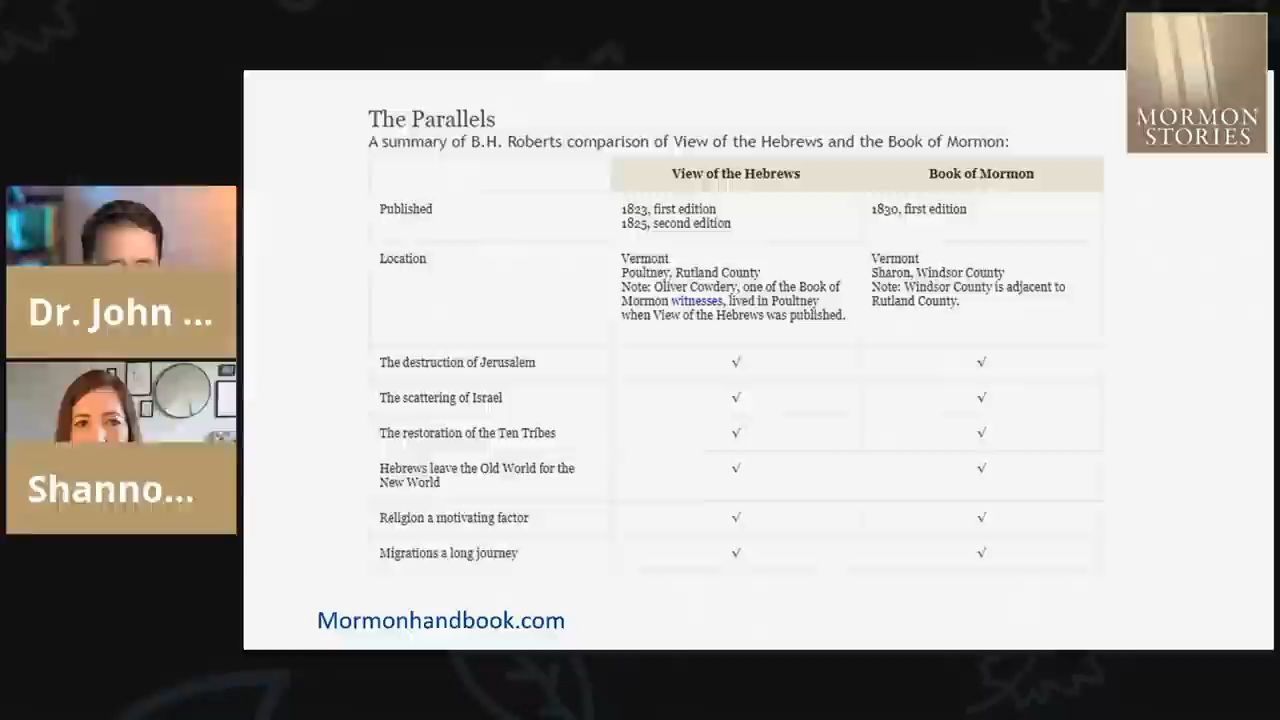 MORMON
STORIES
The Parallels
A summary of B.H. Roberts comparison of View of the Hebrews and the Book of Mormon:
View of the Hebrews Book of Mormon
Published 1823, first edition 1830, first edition
1825, second edition
Location Vermont Vermont
Poultney, Rutland County Sharon, Windsor County
Note: Oliver Cowdery, one of the Book of Note: Windsor County is adjacent to
Mormon witnesses, lived in Poultney Rutland County.
when View of the Hebrews was published.
The destruction of Jerusalem √ √
The scattering of Israel √ √
The restoration of the Ten Tribes √ √
Hebrews leave the Old World for the √ √
New World
Religion a motivating factor √ √
Migrations a long journey √ √
Mormonhandbook.com
Dr. John ...
Shanno...